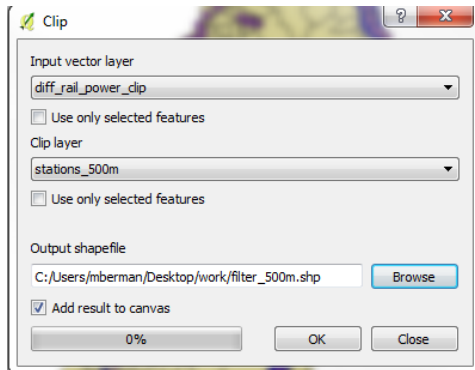 Clip
Input vector layer
diff_rail_power_clip
Use only selected features
Clip layer
stations_500m
Use only selected features
Output shapefile
C:/Users/mberman/Desktop/work/filter_500m.shp
Browse
Add result to canvas
0%
OK
Close